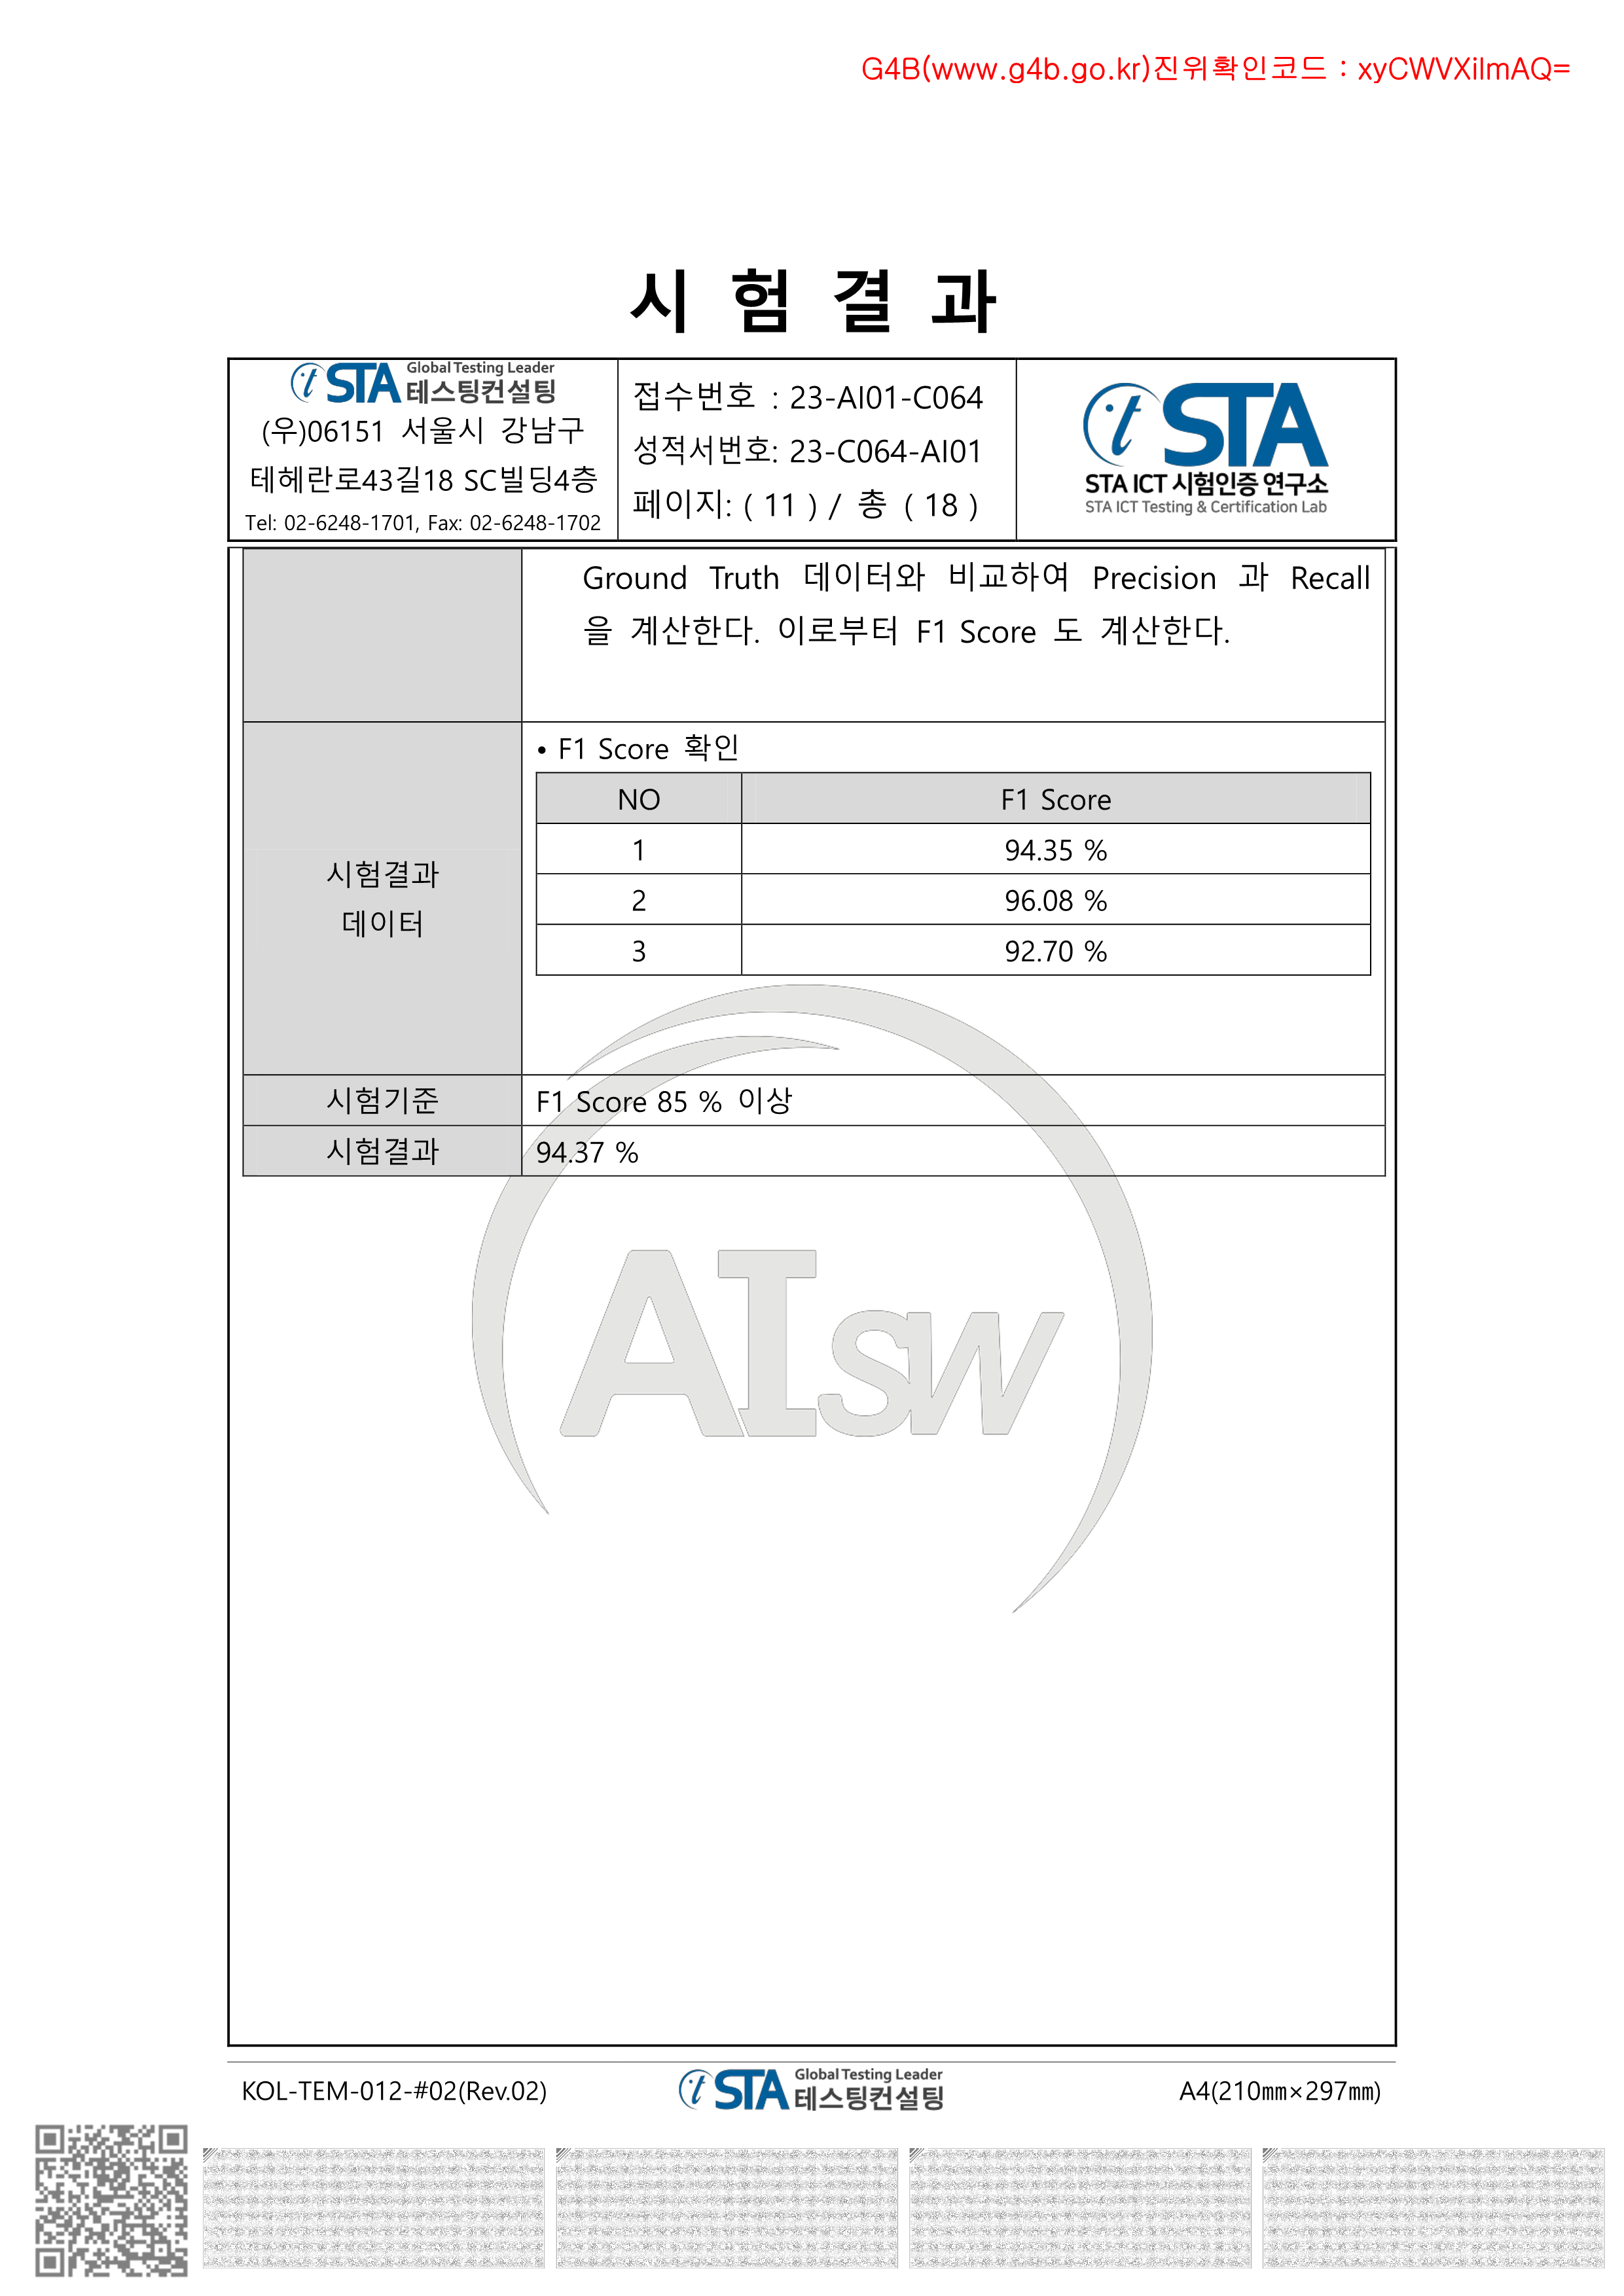 G4B(www.g4b.go.kr)진위확인코드 : xyCWVXiImAQ=
시 험 결 과
t STA Global Testing Leader
테스팅컨설팅
(우)06151 서울시 강남구
테헤란로43길18 SC빌딩4층
Tel: 02-6248-1701, Fax: 02-6248-1702
접수번호 : 23-AI01-C064
성적서번호: 23-C064-AI01
페이지: ( 11 ) / 총 ( 18 )
t STA
STA ICT 시험인증 연구소
STA ICT Testing & Certification Lab
Ground Truth 데이터와 비교하여 Precision 과 Recall
을 계산한다. 이로부터 F1 Score 도 계산한다.
시험결과
데이터
• F1 Score 확인
NO F1 Score
1 94.35 %
2 96.08 %
3 92.70 %
시험기준 F1 Score 85 % 이상
시험결과 94.37 %
AIsw
KOL-TEM-012-#02(Rev.02)
t STA Global Testing Leader
테스팅컨설팅
A4(210㎜×297㎜)